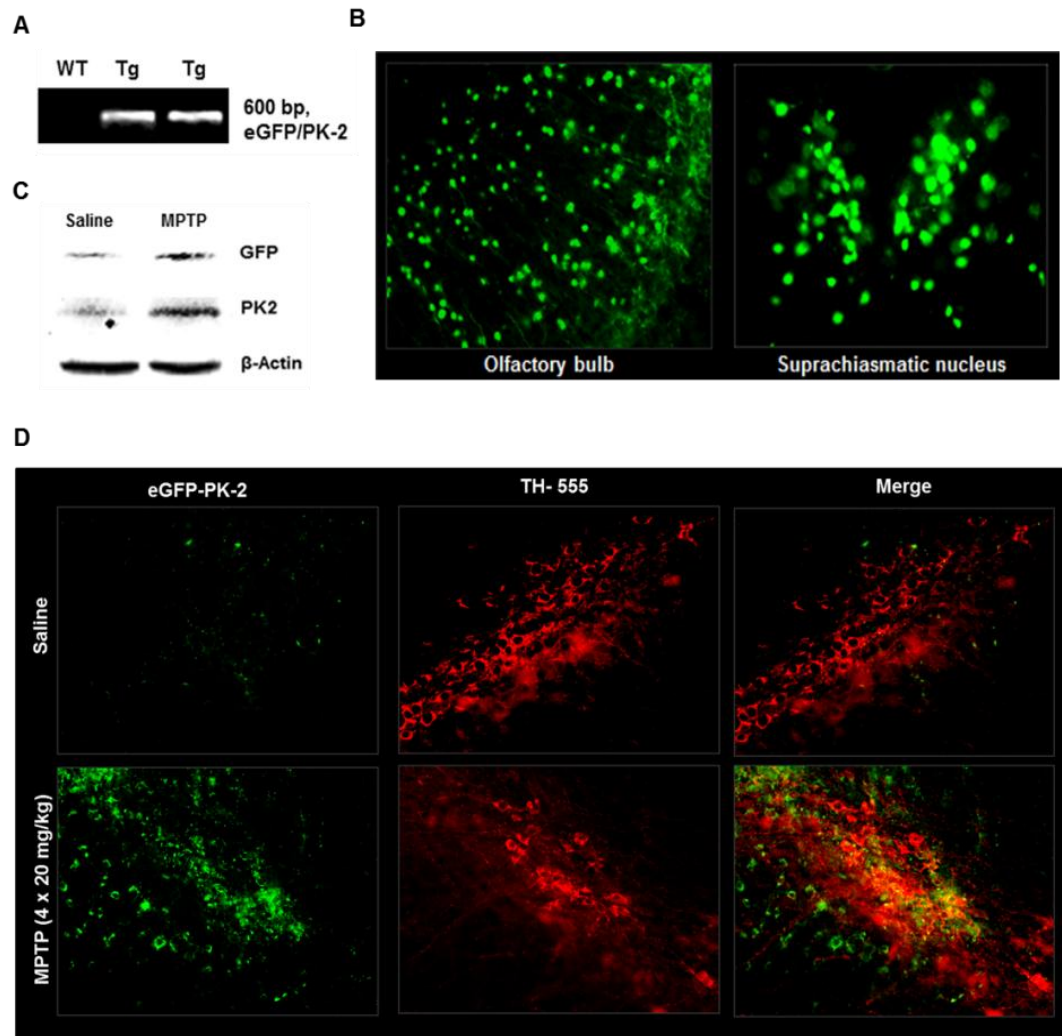 A
WT Tg Tg
600 bp,
eGFP/PK-2
B
Olfactory bulb
Suprachiasmatic nucleus
C
Saline MPTP
GFP
PK2
β-Actin
D
eGFP-PK-2 TH- 555 Merge
Saline
MPTP (4 x 20 mg/kg)